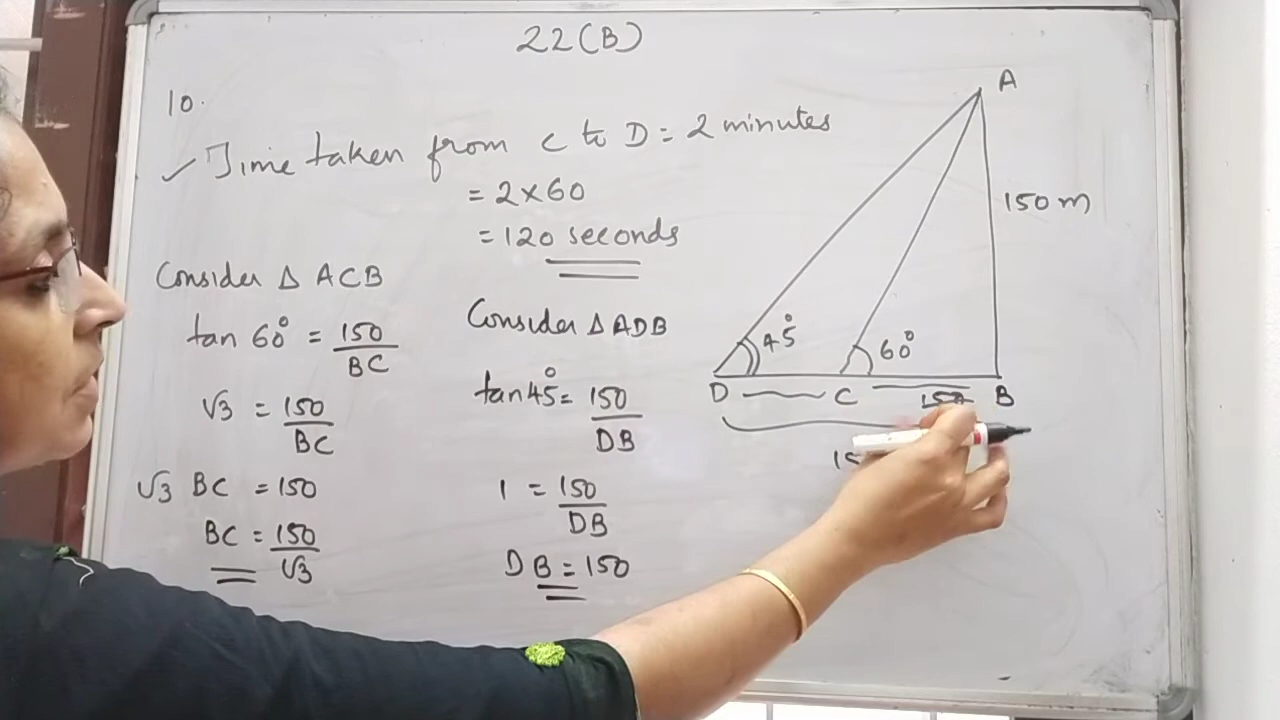 22(B)
10.
✓ Time taken from C to D = 2 minutes
= 2×60
= 120 seconds
Consider Δ ACB
tan 60° = 150/BC
√3 = 150/BC
√3 BC = 150
BC = 150/√3
Consider Δ ADB
tan 45° = 150/DB
1 = 150/DB
DB = 150
A
150 m
45°
60°
D C 150 B